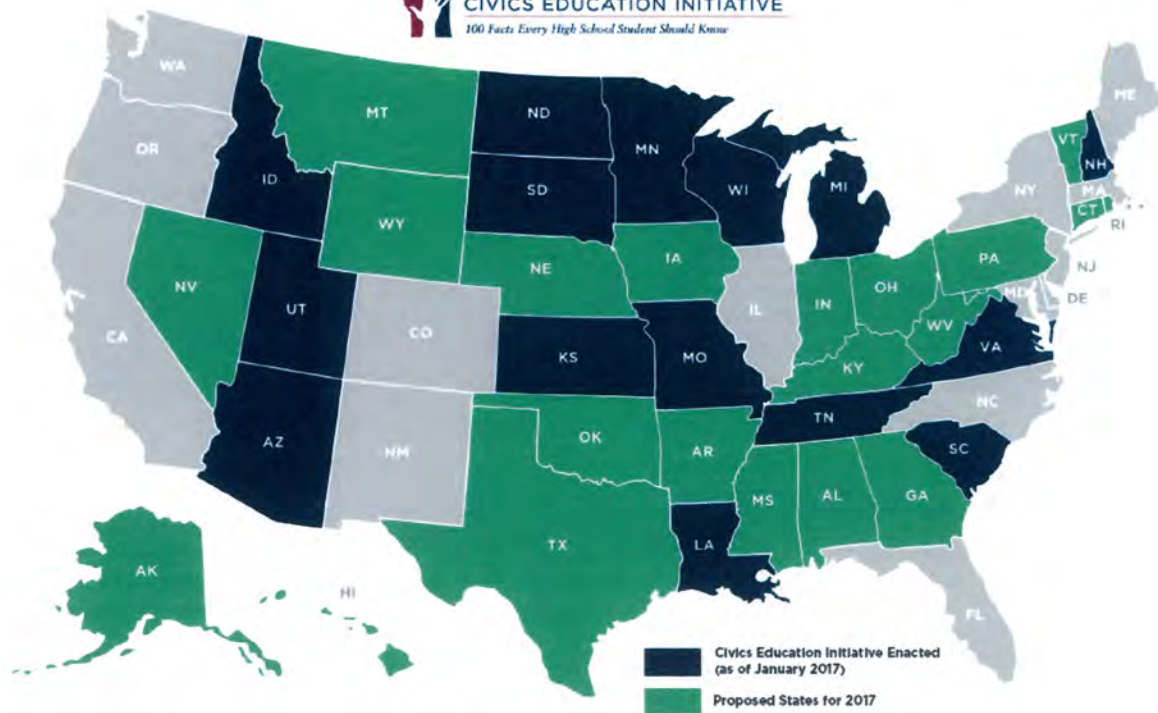 CIVICS EDUCATION INITIATIVE
100 Facts Every High School Student Should Know
WA
MT
ND
MN
ME
OR
ID
SD
WI
MI
VT
NH
NY
MA
CT
RI
WY
IA
NE
PA
NJ
NV
UT
CO
IL
IN
OH
MD
DE
CA
KS
MO
WV
VA
KY
AZ
NM
OK
AR
TN
NC
SC
TX
LA
MS
AL
GA
AK
HI
FL
Civics Education Initiative Enacted
(as of January 2017)
Proposed States for 2017